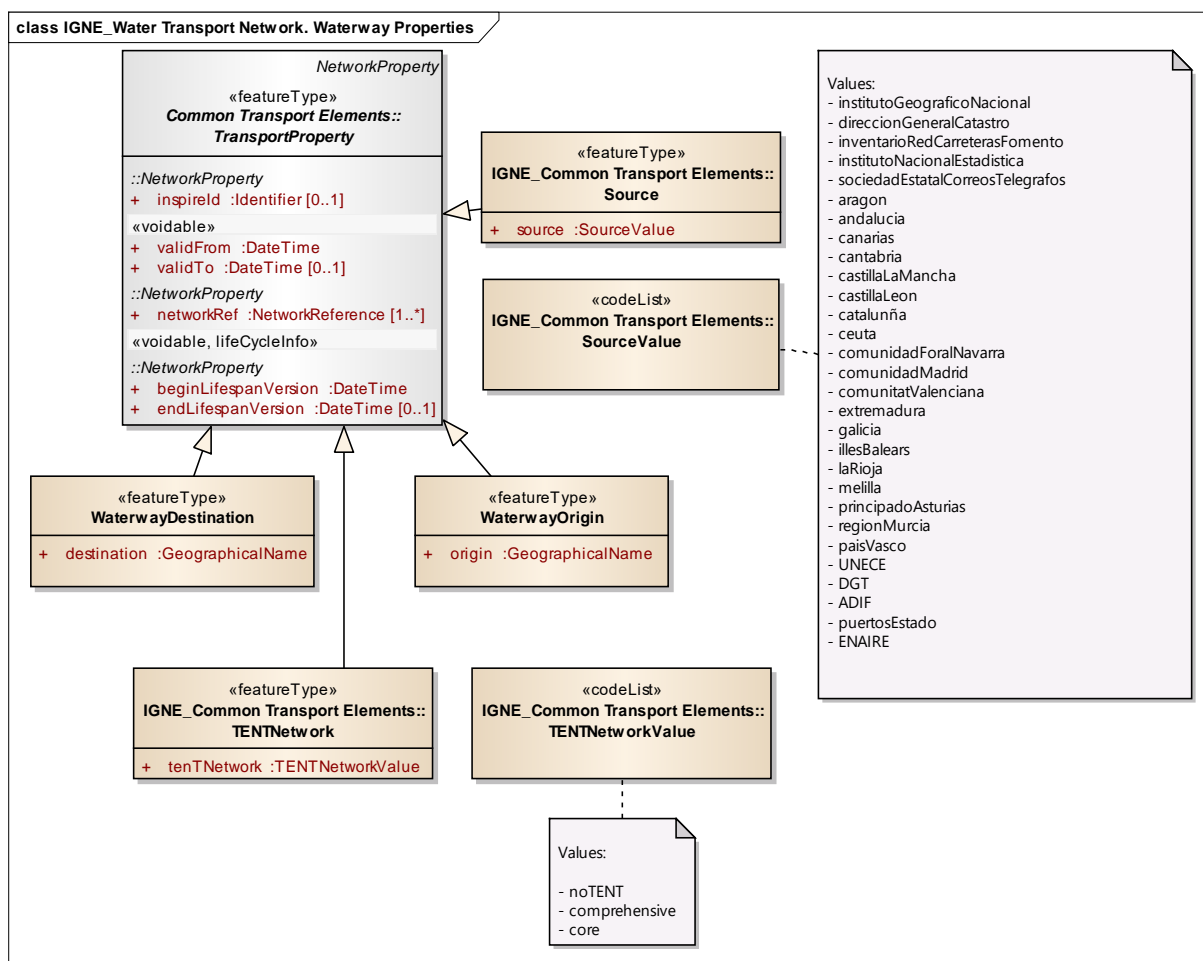 class IGNE_Water Transport Network. Waterway Properties
NetworkProperty
«featureType»
Common Transport Elements::
TransportProperty
::NetworkProperty
+ inspireId :Identifier [0..1]
«voidable»
+ validFrom :DateTime
+ validTo :DateTime [0..1]
::NetworkProperty
+ networkRef :NetworkReference [1..*]
«voidable, lifeCycleInfo»
::NetworkProperty
+ beginLifespanVersion :DateTime
+ endLifespanVersion :DateTime [0..1]
«featureType»
IGNE_Common Transport Elements::
Source
+ source :SourceValue
«codeList»
IGNE_Common Transport Elements::
SourceValue
Values:
- institutoGeograficoNacional
- direccionGeneralCatastro
- inventarioRedCarreterasFomento
- institutoNacionalEstadistica
- sociedadEstatalCorreosTelegrafos
- aragon
- andalucia
- canarias
- cantabria
- castillaLaMancha
- castillaLeon
- catalunña
- ceuta
- comunidadForalNavarra
- comunidadMadrid
- comunitatValenciana
- extremadura
- galicia
- illesBalears
- laRioja
- melilla
- principadoAsturias
- regionMurcia
- paisVasco
- UNECE
- DGT
- ADIF
- puertosEstado
- ENAIRE
«featureType»
WaterwayDestination
+ destination :GeographicalName
«featureType»
WaterwayOrigin
+ origin :GeographicalName
«featureType»
IGNE_Common Transport Elements::
TENTNetwork
+ tenTNetwork :TENTNetworkValue
«codeList»
IGNE_Common Transport Elements::
TENTNetworkValue
Values:
- noTENT
- comprehensive
- core